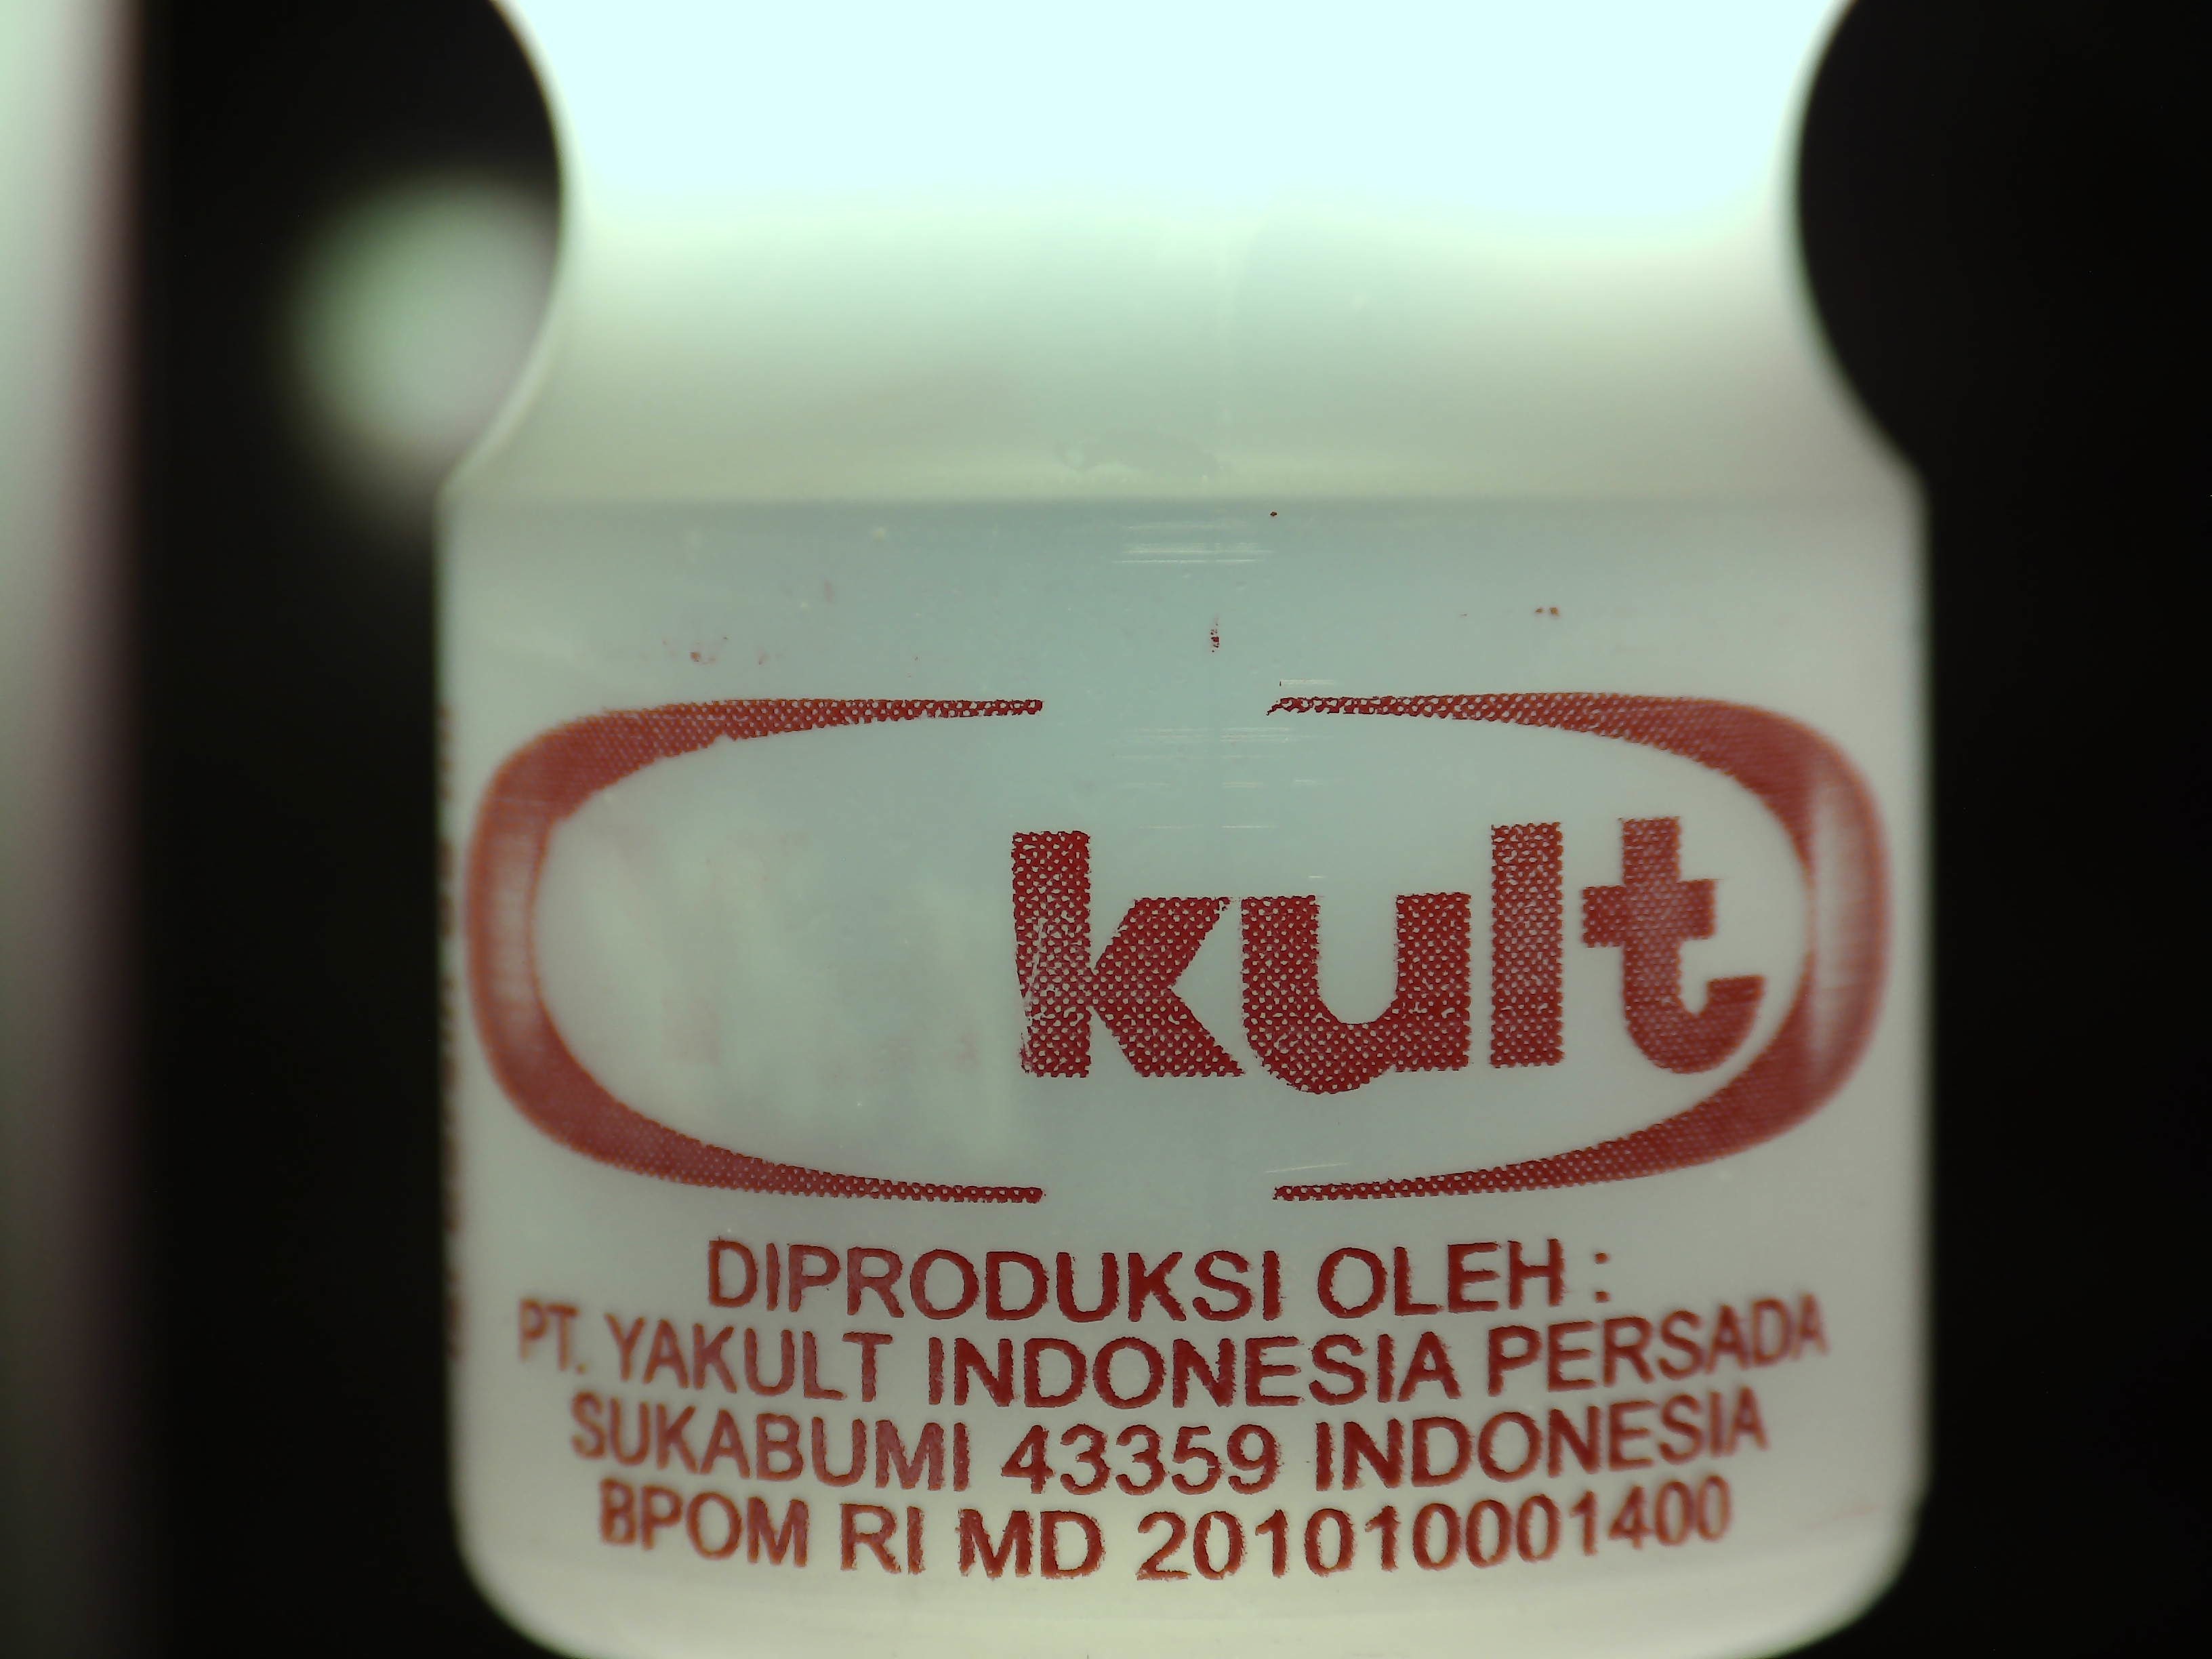 kult
DIPRODUKSI OLEH :
PT. YAKULT INDONESIA PERSADA
SUKABUMI 43359 INDONESIA
BPOM RI MD 201010001400